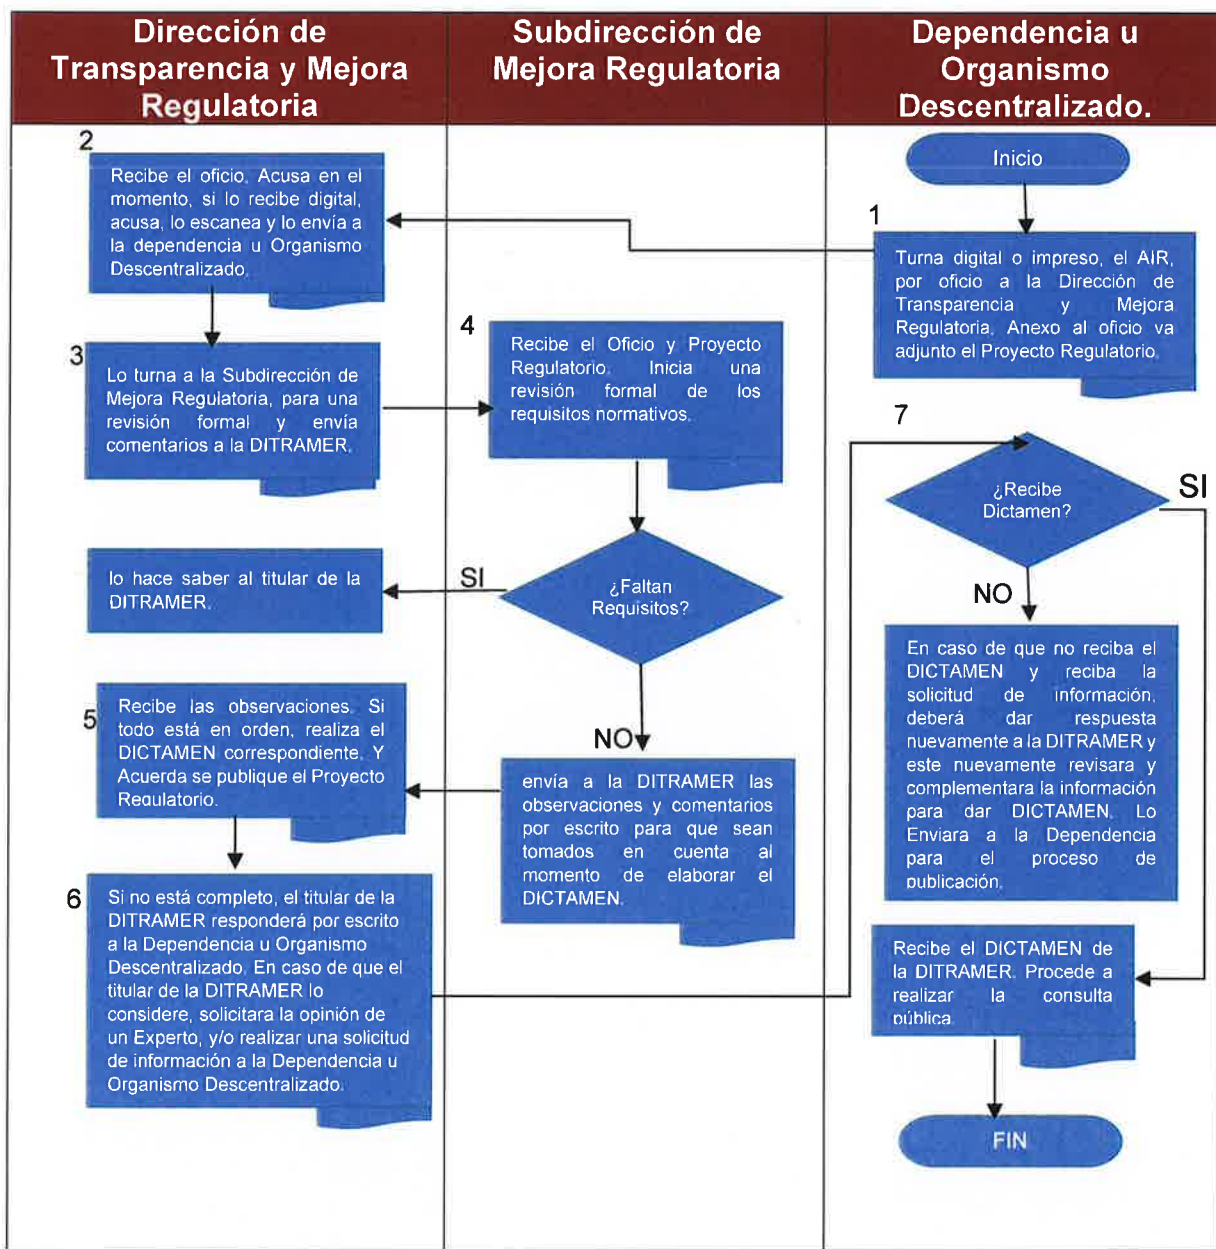 Dirección de
Transparencia y Mejora
Regulatoria
Subdirección de
Mejora Regulatoria
Dependencia u
Organismo
Descentralizado.
Inicio
1
Turna digital o impreso, el AIR,
por oficio a la Dirección de
Transparencia y Mejora
Regulatoria. Anexo al oficio va
adjunto el Proyecto Regulatorio.
2
Recibe el oficio. Acusa en el
momento, si lo recibe digital,
acusa, lo escanea y lo envía a
la dependencia u Organismo
Descentralizado.
3
Lo turna a la Subdirección de
Mejora Regulatoria, para una
revisión formal y envía
comentarios a la DITRAMER.
4
Recibe el Oficio y Proyecto
Regulatorio. Inicia una
revisión formal de los
requisitos normativos.
¿Faltan
Requisitos?
SI
lo hace saber al titular de la
DITRAMER.
NO
envía a la DITRAMER las
observaciones y comentarios
por escrito para que sean
tomados en cuenta al
momento de elaborar el
DICTAMEN.
5
Recibe las observaciones. Si
todo está en orden, realiza el
DICTAMEN correspondiente. Y
Acuerda se publique el Proyecto
Regulatorio.
6
Si no está completo, el titular de la
DITRAMER responderá por escrito
a la Dependencia u Organismo
Descentralizado. En caso de que el
titular de la DITRAMER lo
considere, solicitara la opinión de
un Experto, y/o realizar una solicitud
de información a la Dependencia u
Organismo Descentralizado.
7
¿Recibe
Dictamen?
SI
NO
En caso de que no reciba el
DICTAMEN y reciba la
solicitud de información,
deberá dar respuesta
nuevamente a la DITRAMER y
este nuevamente revisara y
complementara la información
para dar DICTAMEN. Lo
Enviara a la Dependencia
para el proceso de
publicación.
Recibe el DICTAMEN de
la DITRAMER. Procede a
realizar la consulta
pública.
FIN